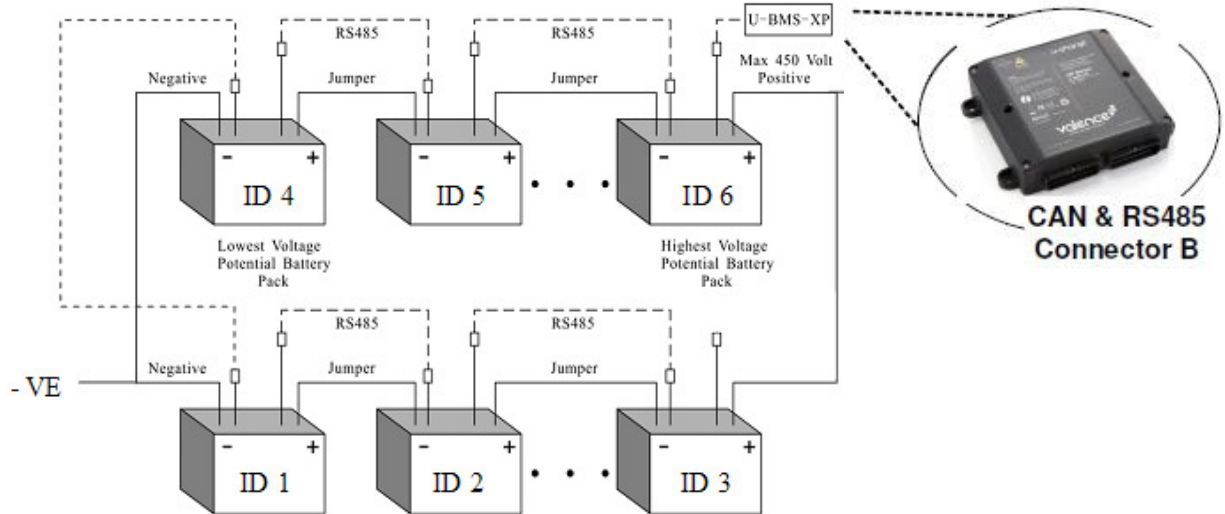 RS485
RS485
U-BMS-XP
Negative
Jumper
Jumper
Max 450 Volt
Positive
- +
- +
- +
ID 4
ID 5
ID 6
Lowest Voltage
Potential Battery
Pack
Highest Voltage
Potential Battery
Pack
valence
CAN & RS485
Connector B
RS485
RS485
Negative
Jumper
Jumper
- VE
- +
- +
- +
ID 1
ID 2
ID 3